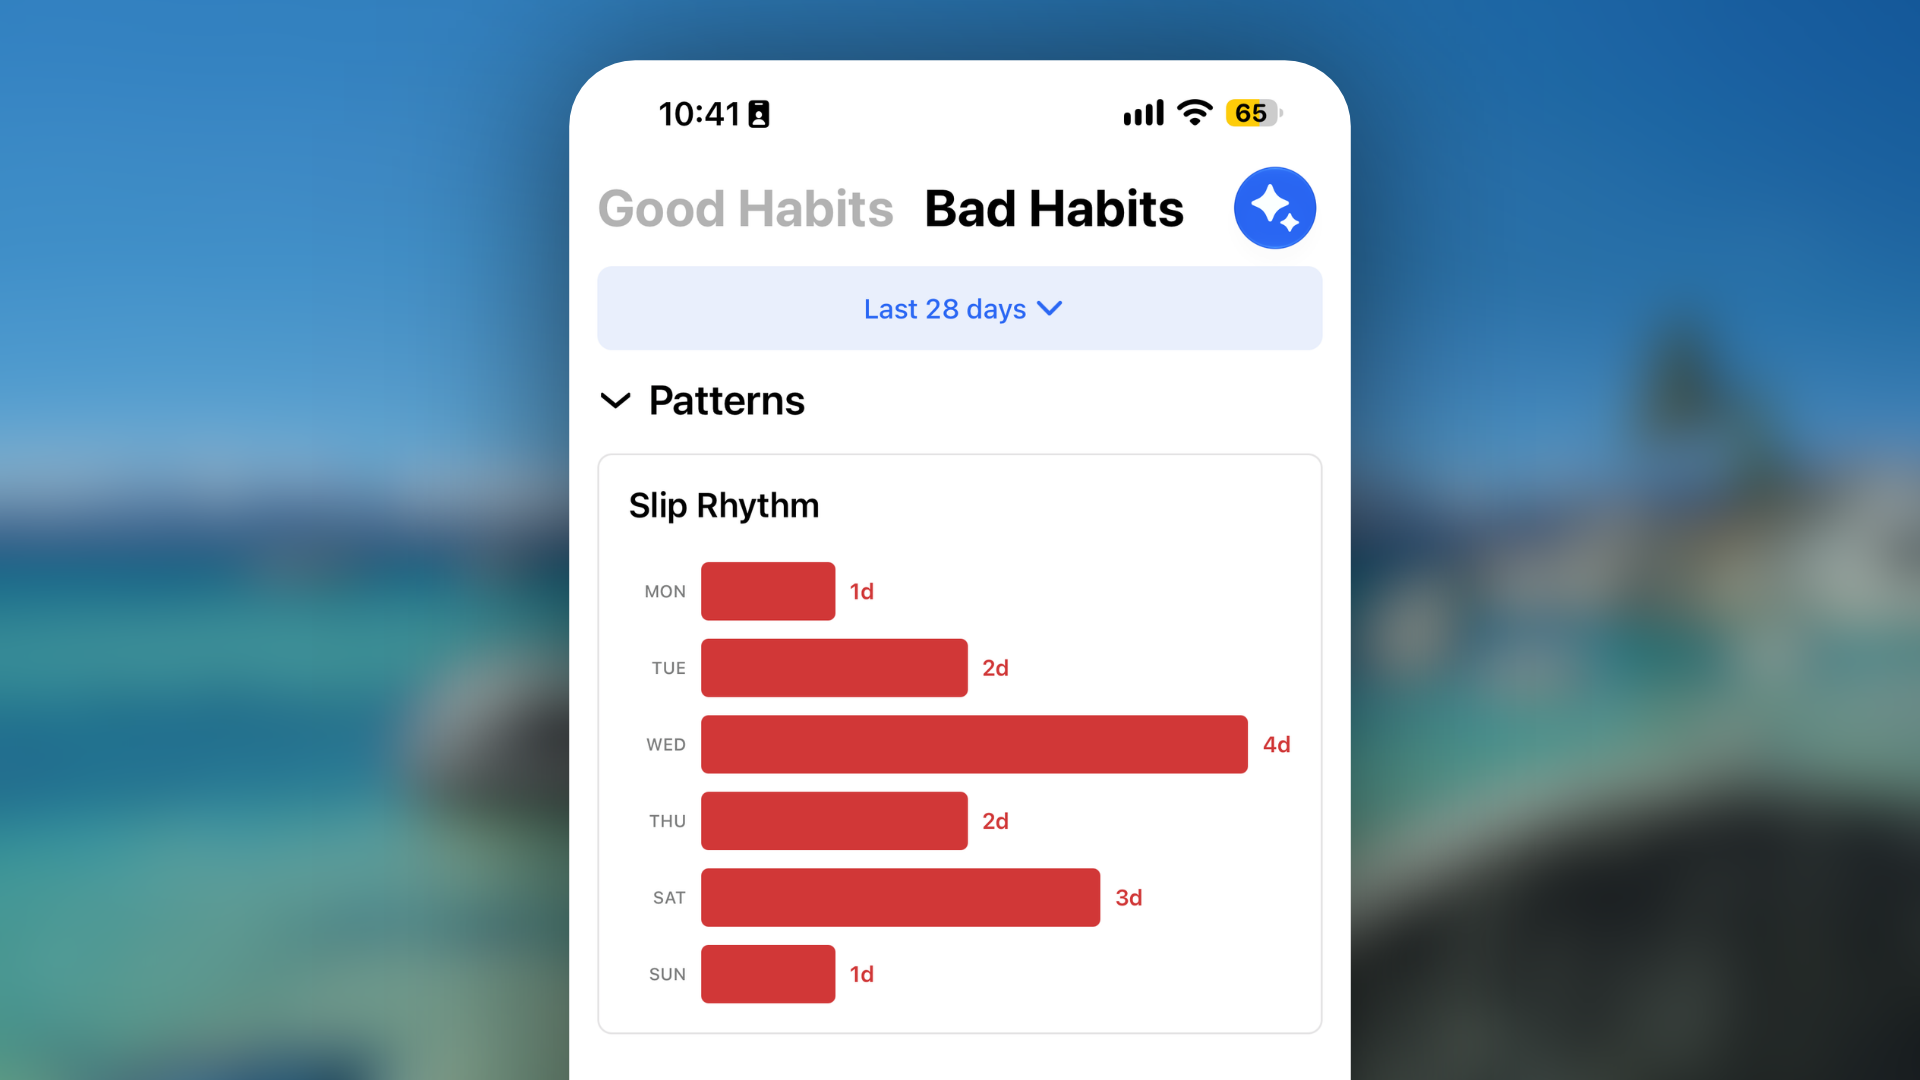 10:41 65
Good Habits Bad Habits
Last 28 days
Patterns
Slip Rhythm
MON 1d
TUE 2d
WED 4d
THU 2d
SAT 3d
SUN 1d